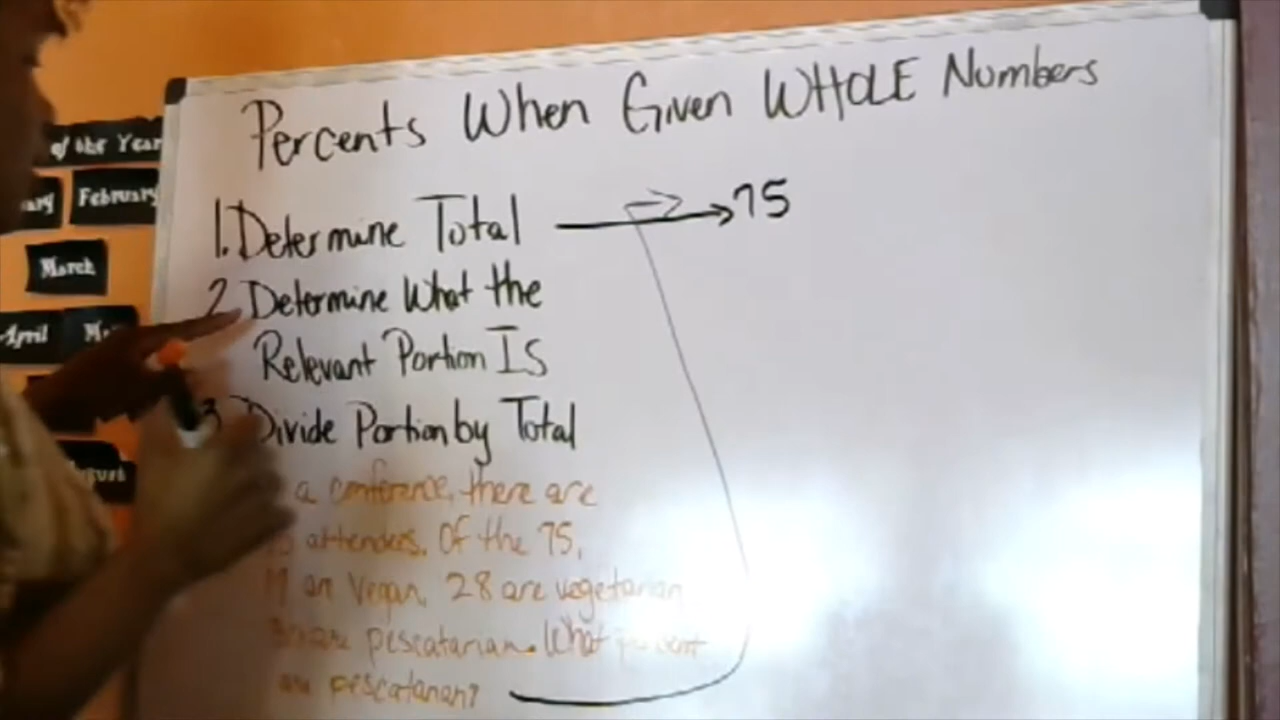 Percents When Given WHOLE Numbers
of the Year
February
1. Determine Total → 75
March
2. Determine What the
April
Relevant Portion Is
3. Divide Portion by Total
a conference, there are
attenders. Of the 75,
are Vegan, 28 are vegetarian
are pescatarian. What percent
are pescatarian?